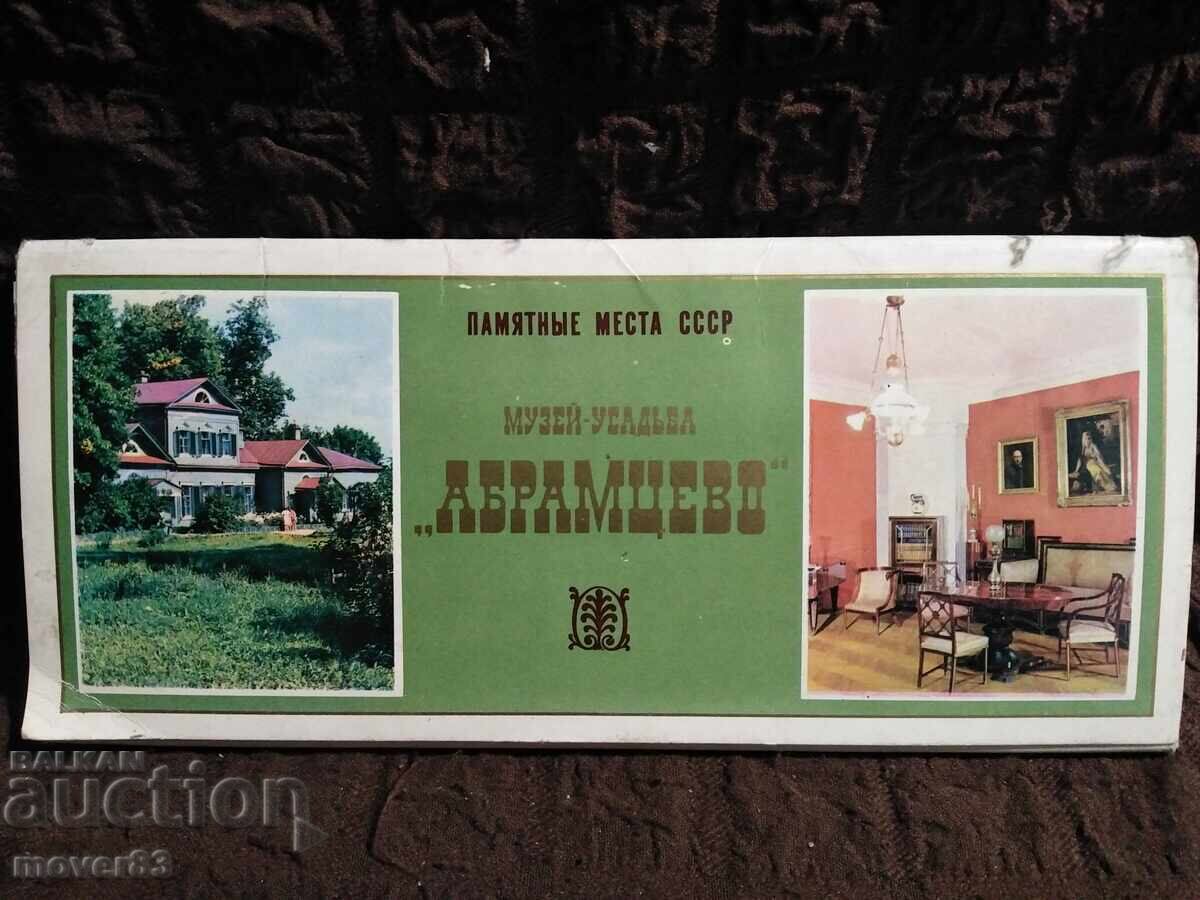 ПАМЯТНЫЕ МЕСТА СССР
МУЗЕЙ-УСАДЬБА
„АБРАМЦЕВО“
BALKAN
auction
mover83